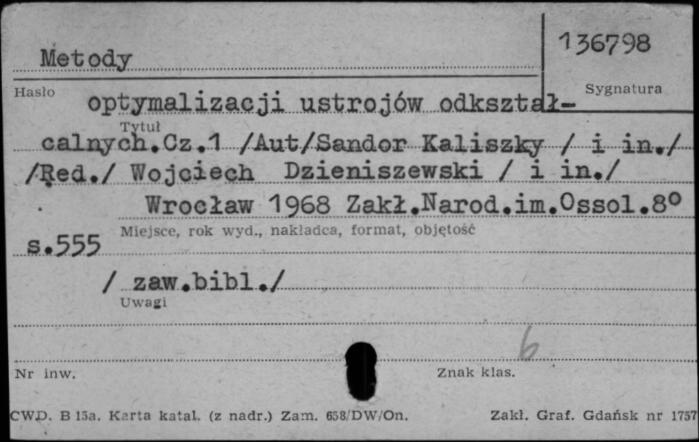 136798
Metody
Hasło
Sygnatura
optymalizacji ustrojów odkształ-
Tytuł
calnych.Cz.1 /Aut/Sandor Kaliszky / i in./
/Red./ Wojciech Dzieniszewski / i in./
Wrocław 1968 Zakł.Narod.im.Ossol.8º
Miejsce, rok wyd., nakładca, format, objętość
s.555
/ zaw.bibl./
Uwagi
6
Nr inw.
Znak klas.
CWD. B 15a. Karta katal. (z nadr.) Zam. 658/DW/On.
Zakł. Graf. Gdańsk nr 1757